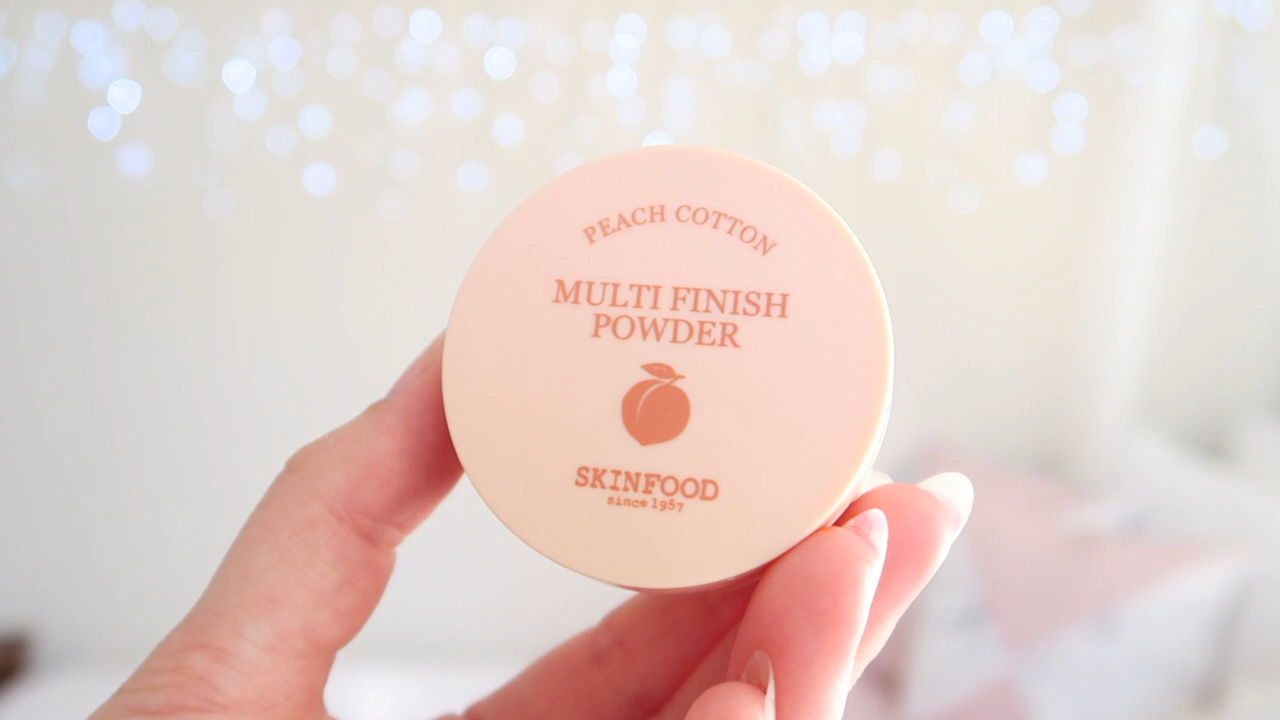 PEACH COTTON
MULTI FINISH
POWDER
SKINFOOD
since 1957